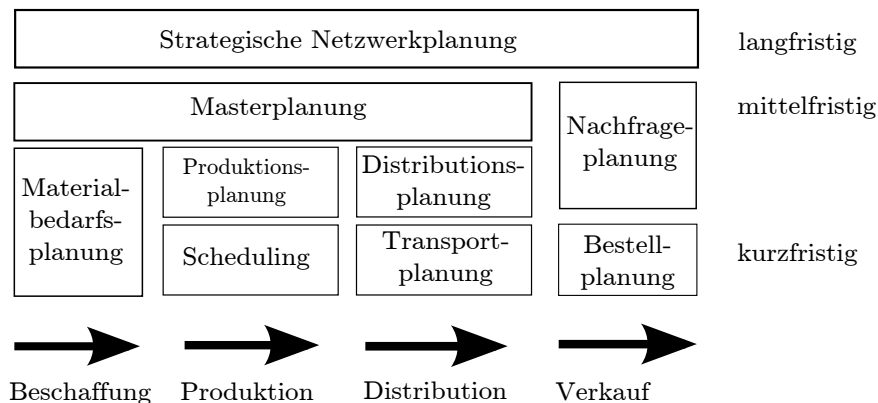 Strategische Netzwerkplanung
langfristig
Masterplanung
mittelfristig
Nachfrage-
planung
Material-
bedarfs-
planung
Produktions-
planung
Distributions-
planung
Scheduling
Transport-
planung
Bestell-
planung
kurzfristig
Beschaffung
Produktion
Distribution
Verkauf